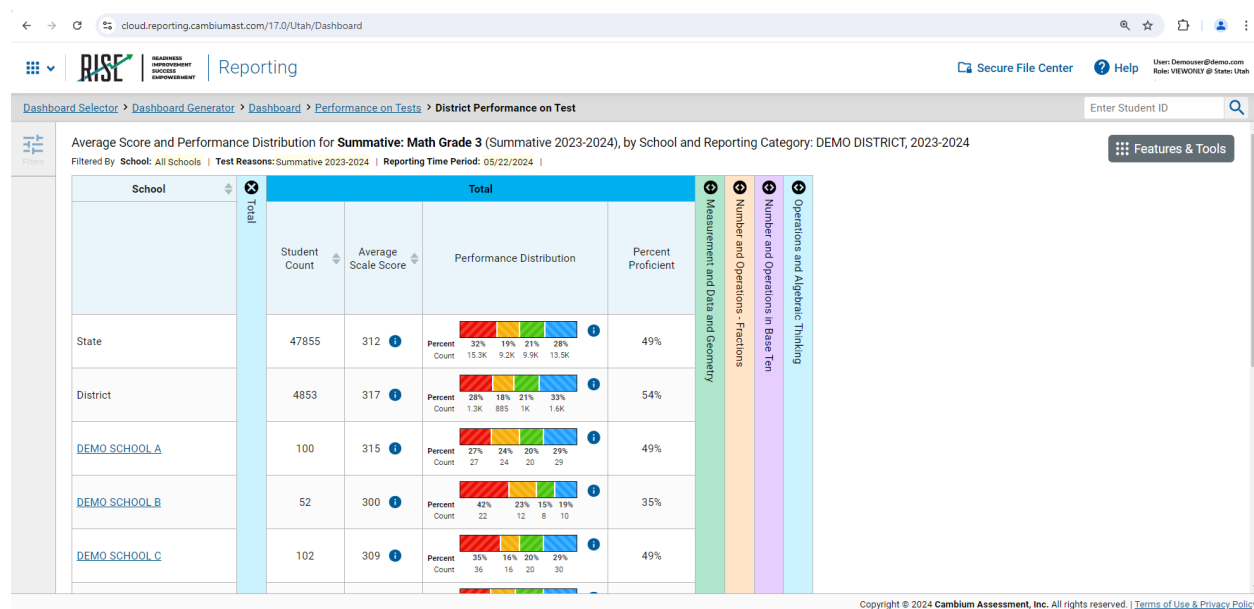 cloud.reporting.cambiumast.com/17.0/Utah/Dashboard
RISE
READINESS
IMPROVEMENT
SUCCESS
EMPOWERMENT
Reporting
Secure File Center
Help
User: Demouser@demo.com
Role: VIEWONLY @ State: Utah
Dashboard Selector > Dashboard Generator > Dashboard > Performance on Tests > District Performance on Test
Enter Student ID
Filters
Average Score and Performance Distribution for Summative: Math Grade 3 (Summative 2023-2024), by School and Reporting Category: DEMO DISTRICT, 2023-2024
Filtered By School: All Schools | Test Reasons: Summative 2023-2024 | Reporting Time Period: 05/22/2024 |
Features & Tools
School
Total
Total
Student Count
Average Scale Score
Performance Distribution
Percent Proficient
Measurement and Data and Geometry
Number and Operations - Fractions
Number and Operations in Base Ten
Operations and Algebraic Thinking
State 47855 312 49%
Percent 32% 19% 21% 28%
Count 15.3K 9.2K 9.9K 13.5K
District 4853 317 54%
Percent 28% 18% 21% 33%
Count 1.3K 885 1K 1.6K
DEMO SCHOOL A 100 315 49%
Percent 27% 24% 20% 29%
Count 27 24 20 29
DEMO SCHOOL B 52 300 35%
Percent 42% 23% 15% 19%
Count 22 12 8 10
DEMO SCHOOL C 102 309 49%
Percent 35% 16% 20% 29%
Count 36 16 20 30
Copyright © 2024 Cambium Assessment, Inc. All rights reserved. | Terms of Use & Privacy Policy